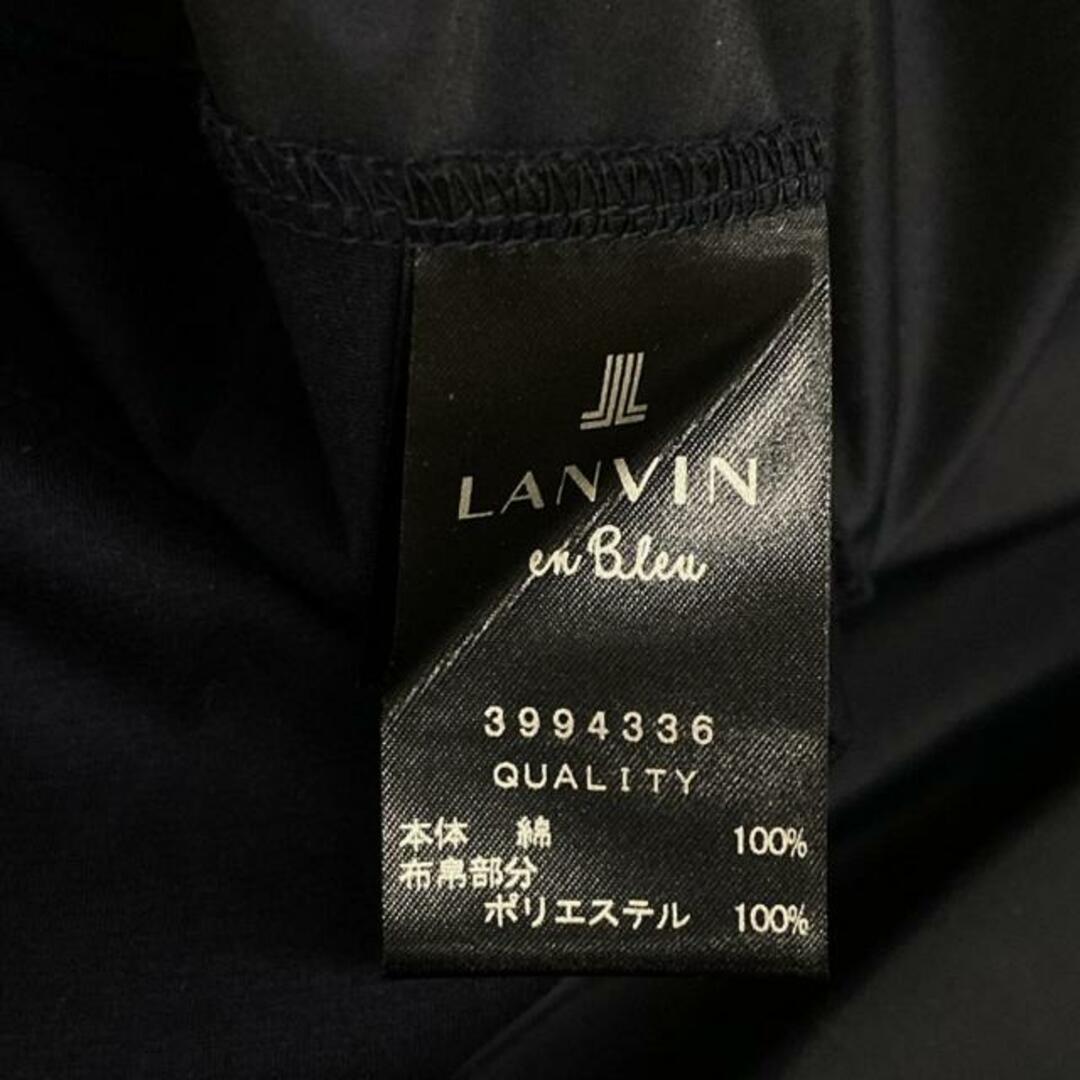 LANVIN
en Bleu
3994336
QUALITY
本体 綿 100%
布帛部分
ポリエステル 100%